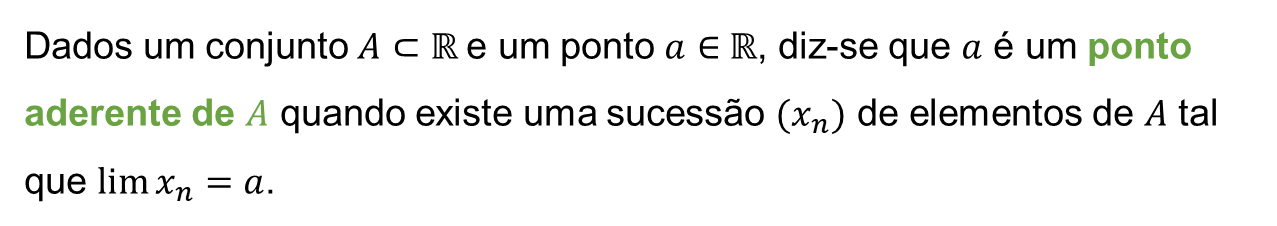 Dados um conjunto 𝐴 ⊂ ℝ e um ponto 𝑎 ∈ ℝ, diz-se que 𝑎 é um ponto
aderente de 𝐴 quando existe uma sucessão (𝑥ₙ) de elementos de 𝐴 tal
que lim 𝑥ₙ = 𝑎.